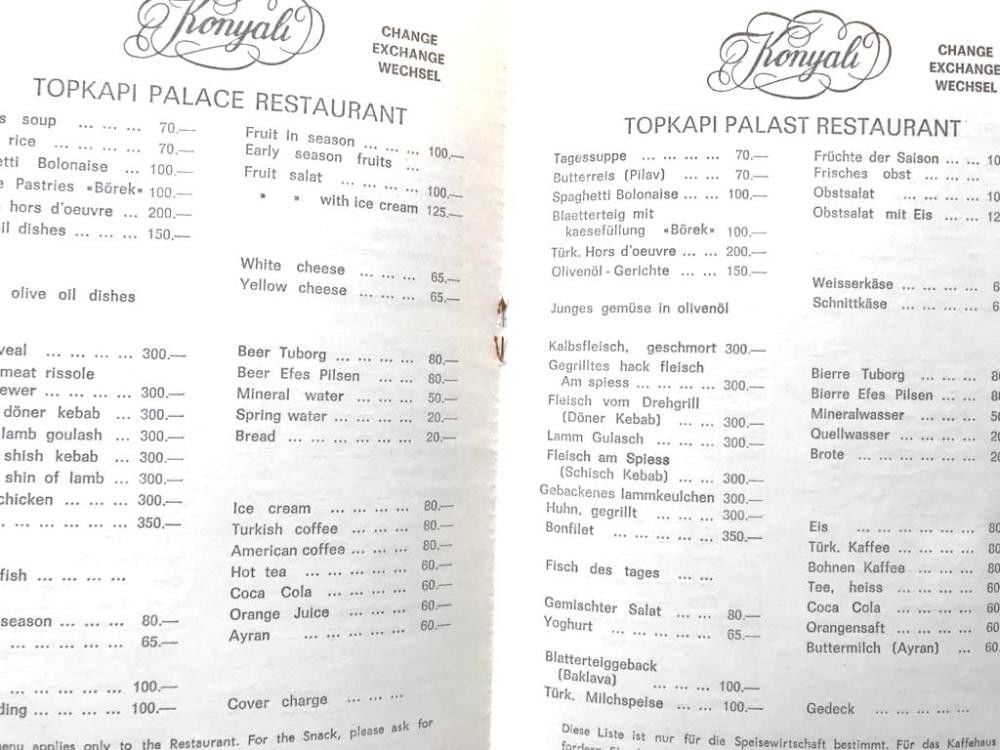 Konyalı
CHANGE
EXCHANGE
WECHSEL
TOPKAPI PALACE RESTAURANT
soup ... ... ... 70.—
rice ... ... ... 70.—
Bolonaise ... 100.—
Pastries «Börek» 100.—
hors d'oeuvre ... 200.—
dishes ... ... ... 150.—
olive oil dishes
veal ... ... ... ... 300.—
meat rissole
... ... ... ... 300.—
döner kebab ... 300.—
lamb goulash ... 300.—
shish kebab ... 300.—
shin of lamb ... 300.—
chicken ... ... ... 300.—
... ... ... ... ... 350.—
fish ... ... ... ...
season ... ... ... 80.—
... ... ... ... ... 65.—
... ... ... ... ... 100.—
... ... ... ... 100.—
Fruit in season ... ... ... 100.—
Early season fruits ...
Fruit salat ... ... ... ... 100.—
» » with ice cream 125.—
White cheese ... ... ... 65.—
Yellow cheese ... ... ... 65.—
Beer Tuborg ... ... ... ... 80.—
Beer Efes Pilsen ... ... 80.—
Mineral water ... ... ... 50.—
Spring water ... ... ... ... 20.—
Bread ... ... ... ... ... ... 20.—
Ice cream ... ... ... ... 80.—
Turkish coffee ... ... ... 80.—
American coffee ... ... ... 80.—
Hot tea ... ... ... ... ... 60.—
Coca Cola ... ... ... ... 60.—
Orange Juice ... ... ... 60.—
Ayran ... ... ... ... ... 60.—
Cover charge ... ... ...
menu applies only to the Restaurant. For the Snack, please ask for
Konyalı
CHANGE
EXCHANGE
WECHSEL
TOPKAPI PALAST RESTAURANT
Tagessuppe ... ... ... ... 70.—
Butterreis (Pilav) ... ... 70.—
Spaghetti Bolonaise ... ... 100.—
Blaetterteig mit
kaesefüllung «Börek» 100.—
Türk. Hors d'oeuvre ... ... 200.—
Olivenöl - Gerichte ... ... 150.—
Junges gemüse in olivenöl
Kalbsfleisch, geschmort 300.—
Gegrilltes hack fleisch
Am spiess ... ... ... ... 300.—
Fleisch vom Drehgrill
(Döner Kebab) ... ... 300.—
Lamm Gulasch ... ... ... 300.—
Fleisch am Spiess
(Schisch Kebab) ... ... 300.—
Gebackenes lammkeulchen 300.—
Huhn, gegrillt ... ... ... 300.—
Bonfilet ... ... ... ... ... 350.—
Fisch des tages ... ...
Gemischter Salat ... ... 80.—
Yoghurt ... ... ... ... ... 65.—
Blatterteiggeback
(Baklava) ... ... ... 100.—
Türk. Milchspeise ... ... ... 100.—
Früchte der Saison ... ...
Frisches obst ... ... ...
Obstsalat ... ... ... ...
Obstsalat mit Eis ... ...
Weisserkäse ... ... ... ...
Schnittkäse ... ... ... ...
Bierre Tuborg ... ... ...
Bierre Efes Pilsen ... ...
Mineralwasser ... ... ...
Quellwasser ... ... ... ...
Brote ... ... ... ... ...
Eis ... ... ... ... ...
Türk. Kaffee ... ... ... ...
Bohnen Kaffee ... ... ...
Tee, heiss ... ... ... ...
Coca Cola ... ... ... ...
Orangensaft ... ... ... ...
Buttermilch (Ayran) ... 60.
Gedeck ... ... ... ...
Diese Liste ist nur für die Speisewirtschaft bestimmt. Für das Kaffehaus